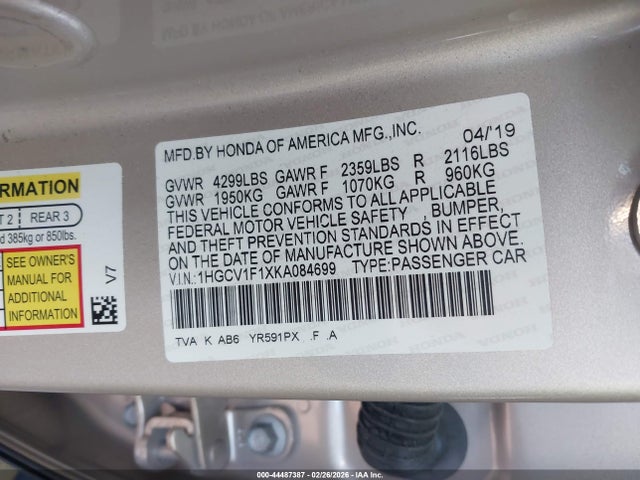 MFD.BY HONDA OF AMERICA MFG.,INC. 04/'19
GVWR 4299LBS GAWR F 2359LBS R 2116LBS
GVWR 1950KG GAWR F 1070KG R 960KG
THIS VEHICLE CONFORMS TO ALL APPLICABLE
FEDERAL MOTOR VEHICLE SAFETY , BUMPER,
AND THEFT PREVENTION STANDARDS IN EFFECT
ON THE DATE OF MANUFACTURE SHOWN ABOVE.
V.I.N.:1HGCV1F1XKA084699 TYPE:PASSENGER CAR
TVA K AB6 YR591PX .F .A
REAR 3
385kg or 850lbs.
SEE OWNER'S
MANUAL FOR
ADDITIONAL
INFORMATION
V7
000-44487387 | 02/26/2026 - IMAGE COPYRIGHT © IAA, LLC